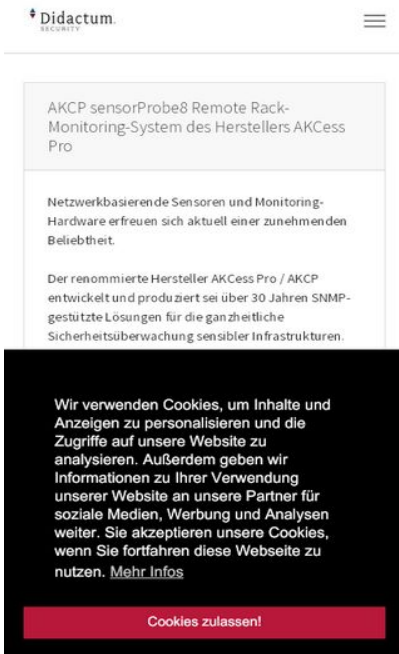 Didactum
SECURITY
AKCP sensorProbe8 Remote Rack-
Monitoring-System des Herstellers AKCess
Pro
Netzwerkbasierende Sensoren und Monitoring-
Hardware erfreuen sich aktuell einer zunehmenden
Beliebtheit.
Der renommierte Hersteller AKCess Pro / AKCP
entwickelt und produziert sei über 30 Jahren SNMP-
gestützte Lösungen für die ganzheitliche
Sicherheitsüberwachung sensibler Infrastrukturen.
Wir verwenden Cookies, um Inhalte und
Anzeigen zu personalisieren und die
Zugriffe auf unsere Website zu
analysieren. Außerdem geben wir
Informationen zu Ihrer Verwendung
unserer Website an unsere Partner für
soziale Medien, Werbung und Analysen
weiter. Sie akzeptieren unsere Cookies,
wenn Sie fortfahren diese Webseite zu
nutzen. Mehr Infos
Cookies zulassen!